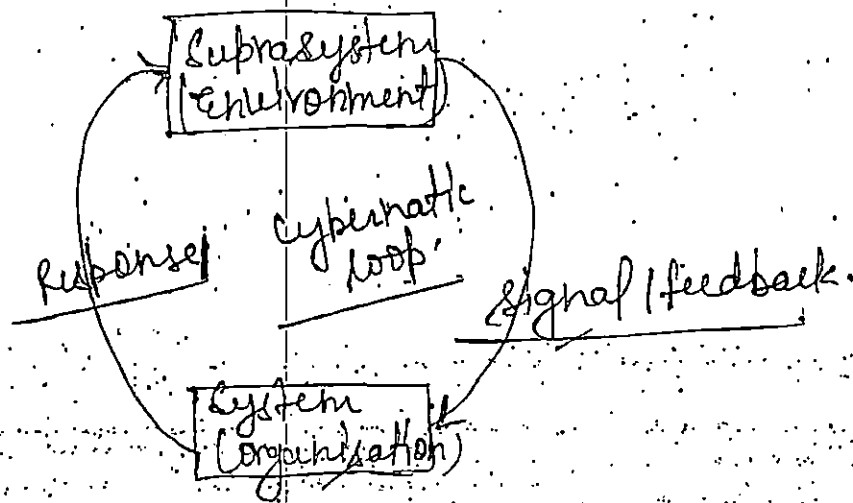 Suprasystem
(Environment)
Response
Cybernatic
loop
Signal/feedback.
System
(organisation)